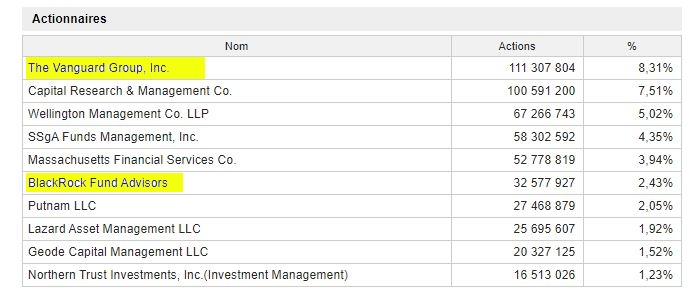 Actionnaires
Nom Actions %
The Vanguard Group, Inc. 111 307 804 8,31%
Capital Research & Management Co. 100 591 200 7,51%
Wellington Management Co. LLP 67 266 743 5,02%
SSgA Funds Management, Inc. 58 302 592 4,35%
Massachusetts Financial Services Co. 52 778 819 3,94%
BlackRock Fund Advisors 32 577 927 2,43%
Putnam LLC 27 468 879 2,05%
Lazard Asset Management LLC 25 695 607 1,92%
Geode Capital Management LLC 20 327 125 1,52%
Northern Trust Investments, Inc.(Investment Management) 16 513 026 1,23%